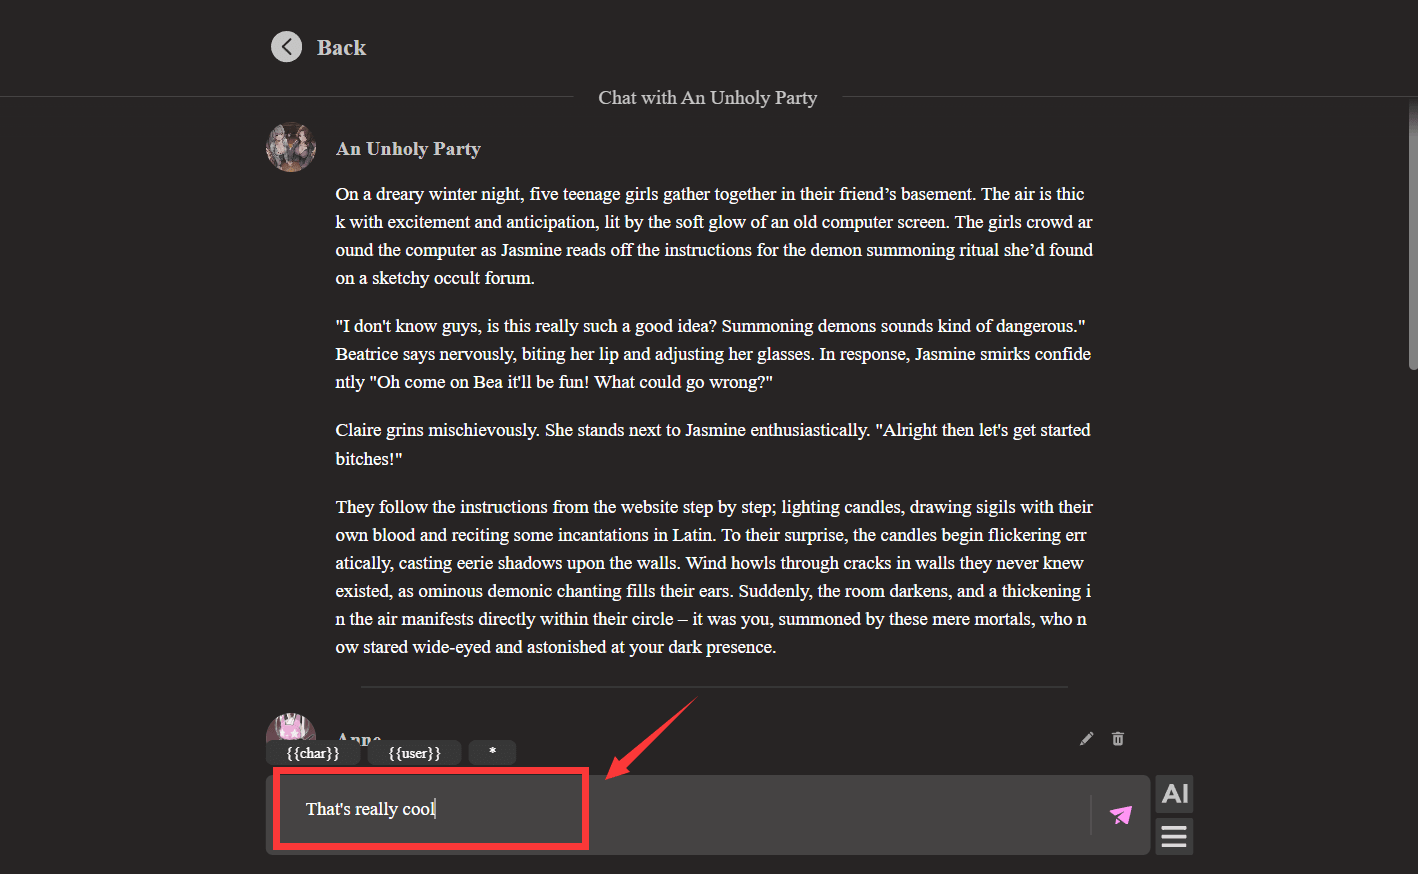 Back
Chat with An Unholy Party
An Unholy Party
On a dreary winter night, five teenage girls gather together in their friend’s basement. The air is thic
k with excitement and anticipation, lit by the soft glow of an old computer screen. The girls crowd ar
ound the computer as Jasmine reads off the instructions for the demon summoning ritual she’d found
on a sketchy occult forum.
"I don't know guys, is this really such a good idea? Summoning demons sounds kind of dangerous."
Beatrice says nervously, biting her lip and adjusting her glasses. In response, Jasmine smirks confide
ntly "Oh come on Bea it'll be fun! What could go wrong?"
Claire grins mischievously. She stands next to Jasmine enthusiastically. "Alright then let's get started
bitches!"
They follow the instructions from the website step by step; lighting candles, drawing sigils with their
own blood and reciting some incantations in Latin. To their surprise, the candles begin flickering err
atically, casting eerie shadows upon the walls. Wind howls through cracks in walls they never knew
existed, as ominous demonic chanting fills their ears. Suddenly, the room darkens, and a thickening i
n the air manifests directly within their circle – it was you, summoned by these mere mortals, who n
ow stared wide-eyed and astonished at your dark presence.
{{char}} {{user}} *
That's really cool
AI